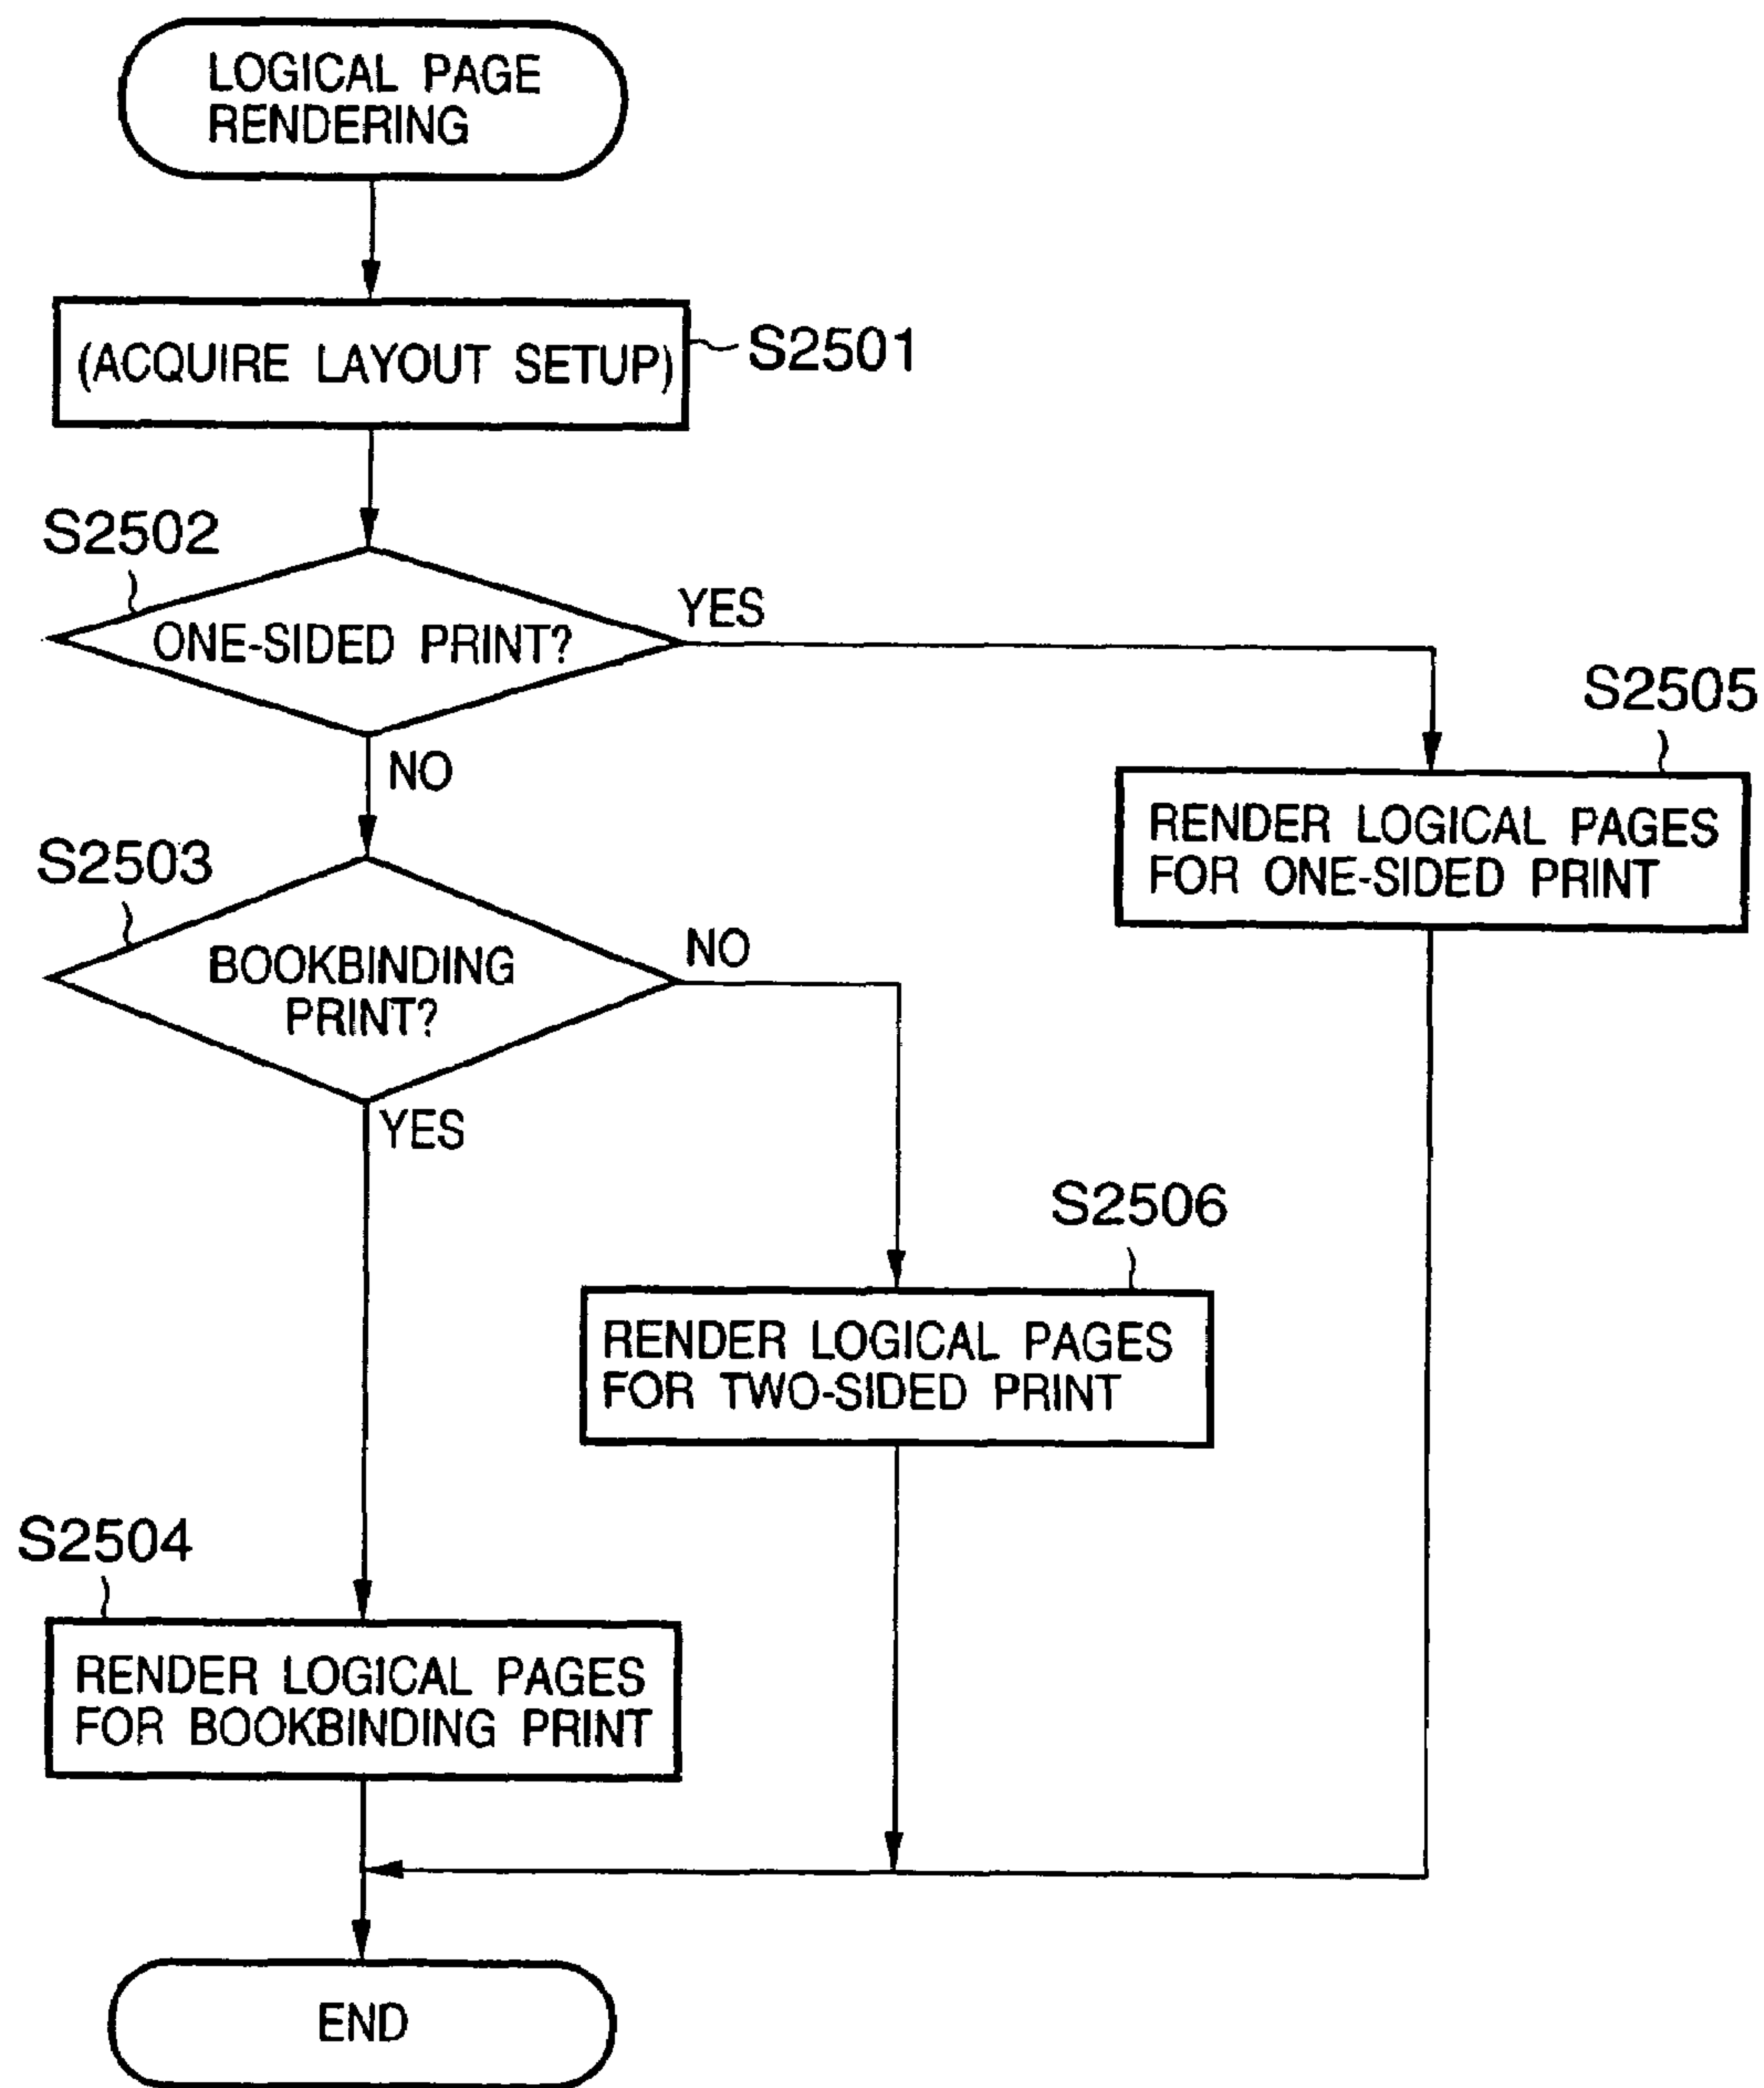 LOGICAL PAGE
RENDERING
(ACQUIRE LAYOUT SETUP)
S2501
S2502
ONE-SIDED PRINT?
YES
NO
S2505
RENDER LOGICAL PAGES
FOR ONE-SIDED PRINT
S2503
BOOKBINDING
PRINT?
NO
YES
S2506
RENDER LOGICAL PAGES
FOR TWO-SIDED PRINT
S2504
RENDER LOGICAL PAGES
FOR BOOKBINDING PRINT
END